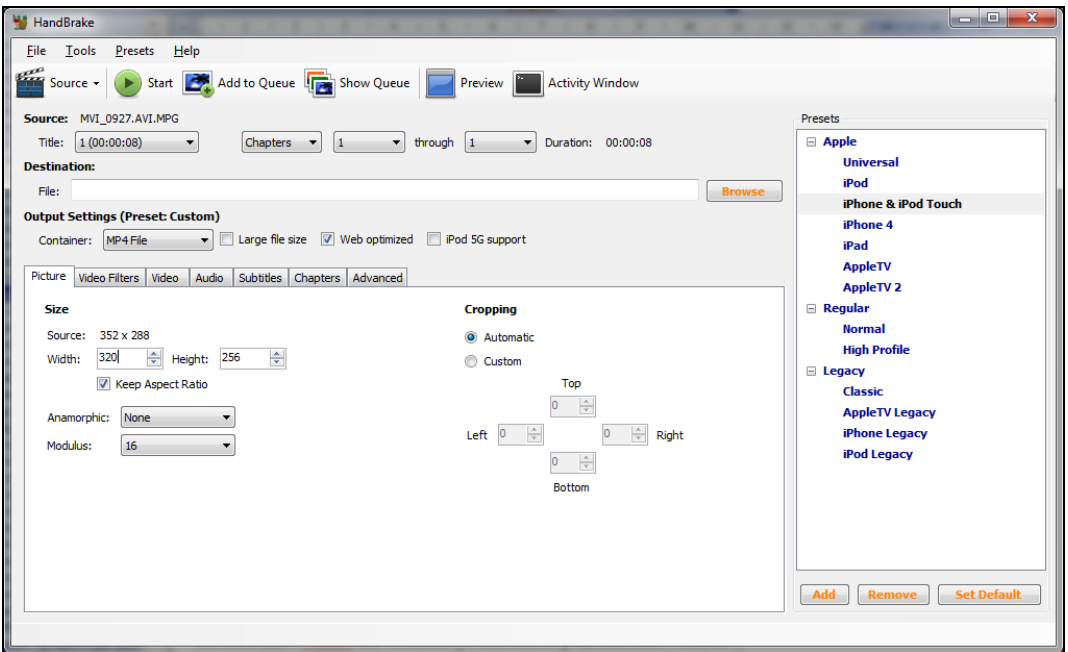 HandBrake
File Tools Presets Help
Source Start Add to Queue Show Queue Preview Activity Window
Source: MVI_0927.AVI.MPG
Title: 1 (00:00:08) Chapters 1 through 1 Duration: 00:00:08
Destination:
File: Browse
Output Settings (Preset: Custom)
Container: MP4 File Large file size Web optimized iPod 5G support
Picture Video Filters Video Audio Subtitles Chapters Advanced
Size
Source: 352 x 288
Width: 320 Height: 256
Keep Aspect Ratio
Anamorphic: None
Modulus: 16
Cropping
Automatic
Custom
Top
0
Left 0 0 Right
0
Bottom
Presets
Apple
Universal
iPod
iPhone & iPod Touch
iPhone 4
iPad
AppleTV
AppleTV 2
Regular
Normal
High Profile
Legacy
Classic
AppleTV Legacy
iPhone Legacy
iPod Legacy
Add Remove Set Default